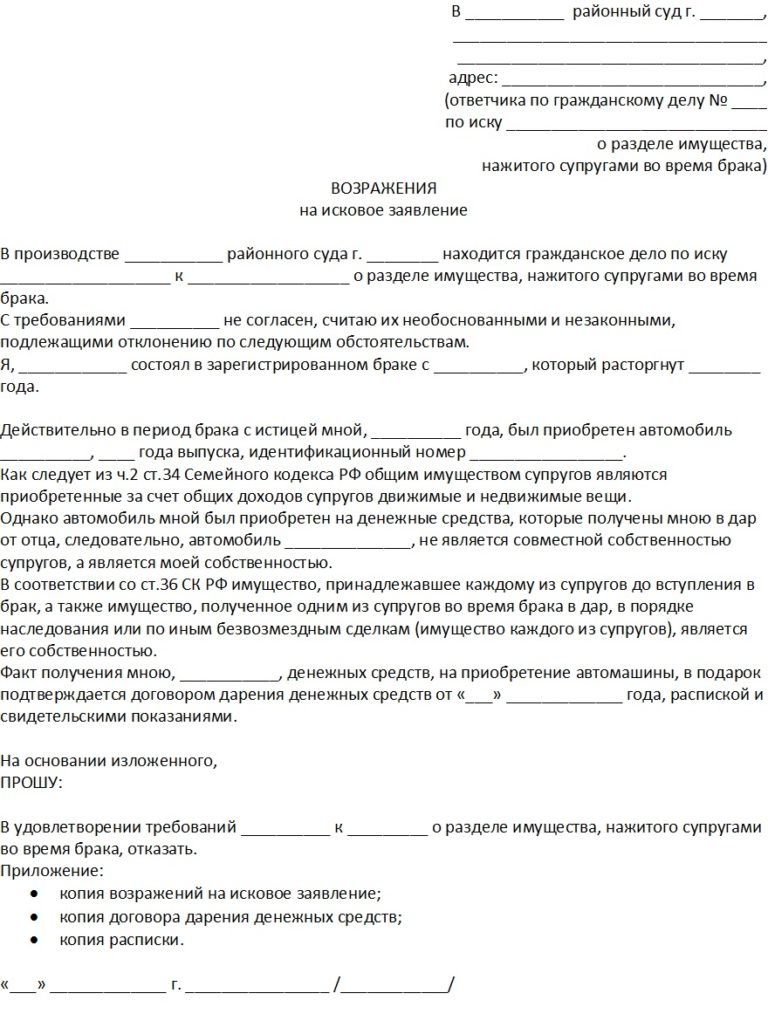 В ___________ районный суд г. _______,
___________________________________
__________________________________,
адрес: _____________________________,
(ответчика по гражданскому делу № ____
по иску _____________________________
о разделе имущества,
нажитого супругами во время брака)
ВОЗРАЖЕНИЯ
на исковое заявление
В производстве ___________ районного суда г. ________ находится гражданское дело по иску
___________________ к __________________ о разделе имущества, нажитого супругами во время
брака.
С требованиями __________ не согласен, считаю их необоснованными и незаконными,
подлежащими отклонению по следующим обстоятельствам.
Я, ____________ состоял в зарегистрированном браке с __________, который расторгнут ________
года.
Действительно в период брака с истицей мной, __________ года, был приобретен автомобиль
__________, ____ года выпуска, идентификационный номер _________________.
Как следует из ч.2 ст.34 Семейного кодекса РФ общим имуществом супругов являются
приобретенные за счет общих доходов супругов движимые и недвижимые вещи.
Однако автомобиль мной был приобретен на денежные средства, которые получены мною в дар
от отца, следовательно, автомобиль ______________, не является совместной собственностью
супругов, а является моей собственностью.
В соответствии со ст.36 СК РФ имущество, принадлежавшее каждому из супругов до вступления в
брак, а также имущество, полученное одним из супругов во время брака в дар, в порядке
наследования или по иным безвозмездным сделкам (имущество каждого из супругов), является
его собственностью.
Факт получения мною, ___________, денежных средств, на приобретение автомашины, в подарок
подтверждается договором дарения денежных средств от «___» _____________ года, распиской и
свидетельскими показаниями.
На основании изложенного,
ПРОШУ:
В удовлетворении требований __________ к _________ о разделе имущества, нажитого супругами
во время брака, отказать.
Приложение:
• копия возражений на исковое заявление;
• копия договора дарения денежных средств;
• копия расписки.
«___» _____________ г. ________________ /____________/